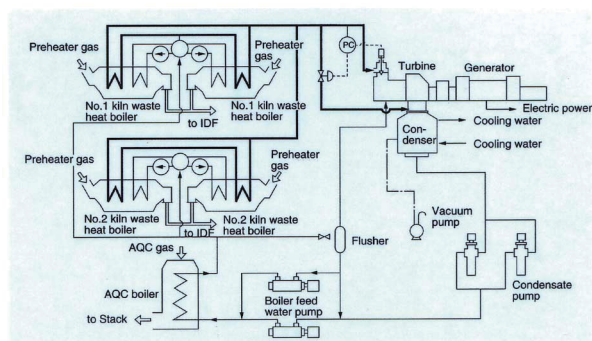 Preheater gas
Preheater gas
No.1 kiln waste heat boiler
No.1 kiln waste heat boiler
to IDF
PC
Turbine
Generator
Electric power
Cooling water
Con-
denser
Cooling water
Preheater gas
Preheater gas
No.2 kiln waste heat boiler
No.2 kiln waste heat boiler
to IDF
Vacuum pump
Flusher
AQC gas
AQC boiler
to Stack
Boiler feed water pump
Condensate pump